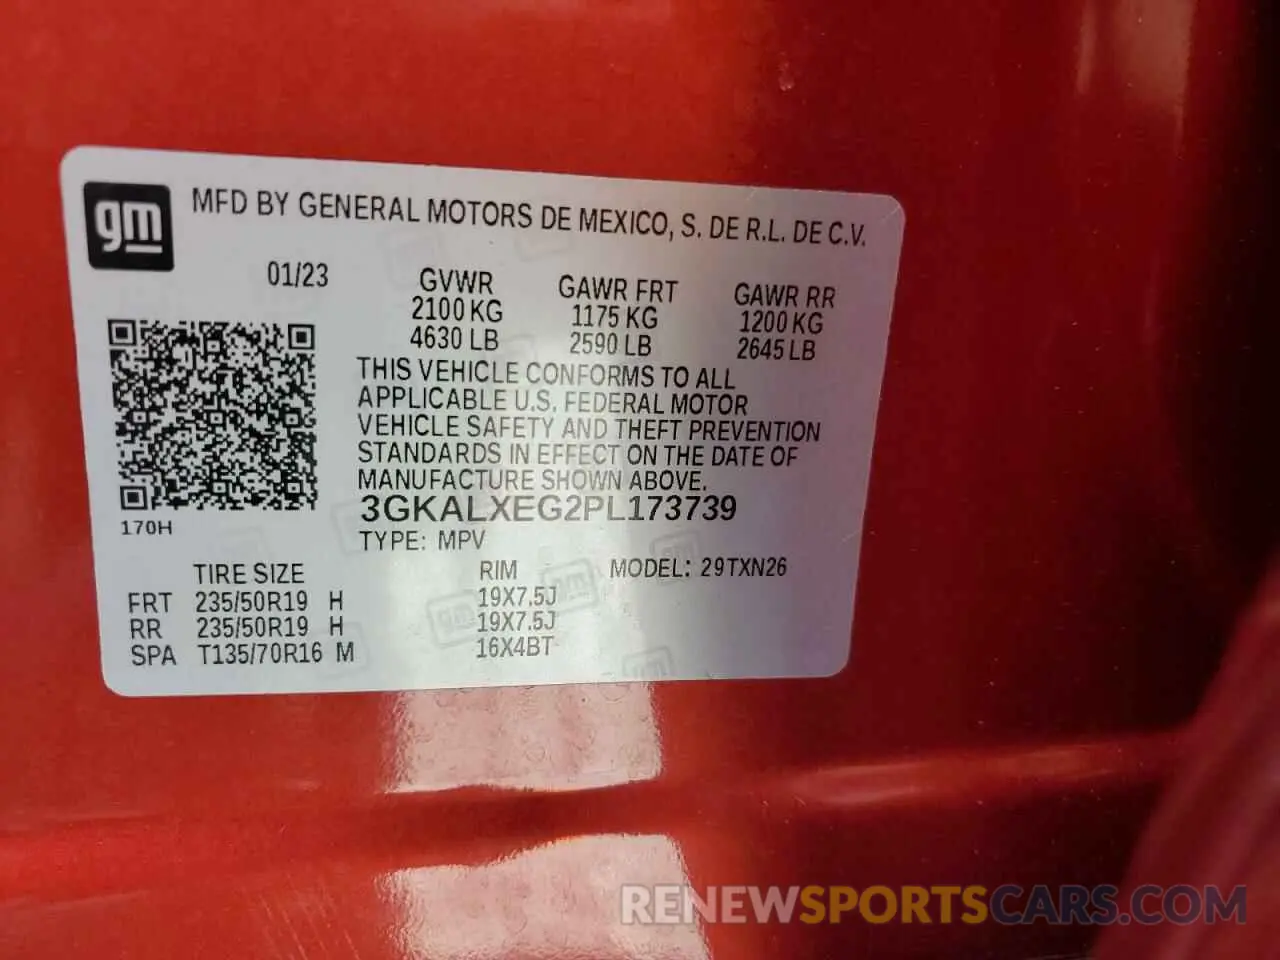 gm MFD BY GENERAL MOTORS DE MEXICO, S. DE R.L. DE C.V.
01/23 GVWR GAWR FRT GAWR RR
2100 KG 1175 KG 1200 KG
4630 LB 2590 LB 2645 LB
THIS VEHICLE CONFORMS TO ALL
APPLICABLE U.S. FEDERAL MOTOR
VEHICLE SAFETY AND THEFT PREVENTION
STANDARDS IN EFFECT ON THE DATE OF
MANUFACTURE SHOWN ABOVE.
3GKALXEG2PL173739
170H
TYPE: MPV
TIRE SIZE RIM MODEL: 29TXN26
FRT 235/50R19 H 19X7.5J
RR 235/50R19 H 19X7.5J
SPA T135/70R16 M 16X4BT
RENEWSPORTSCARS.COM